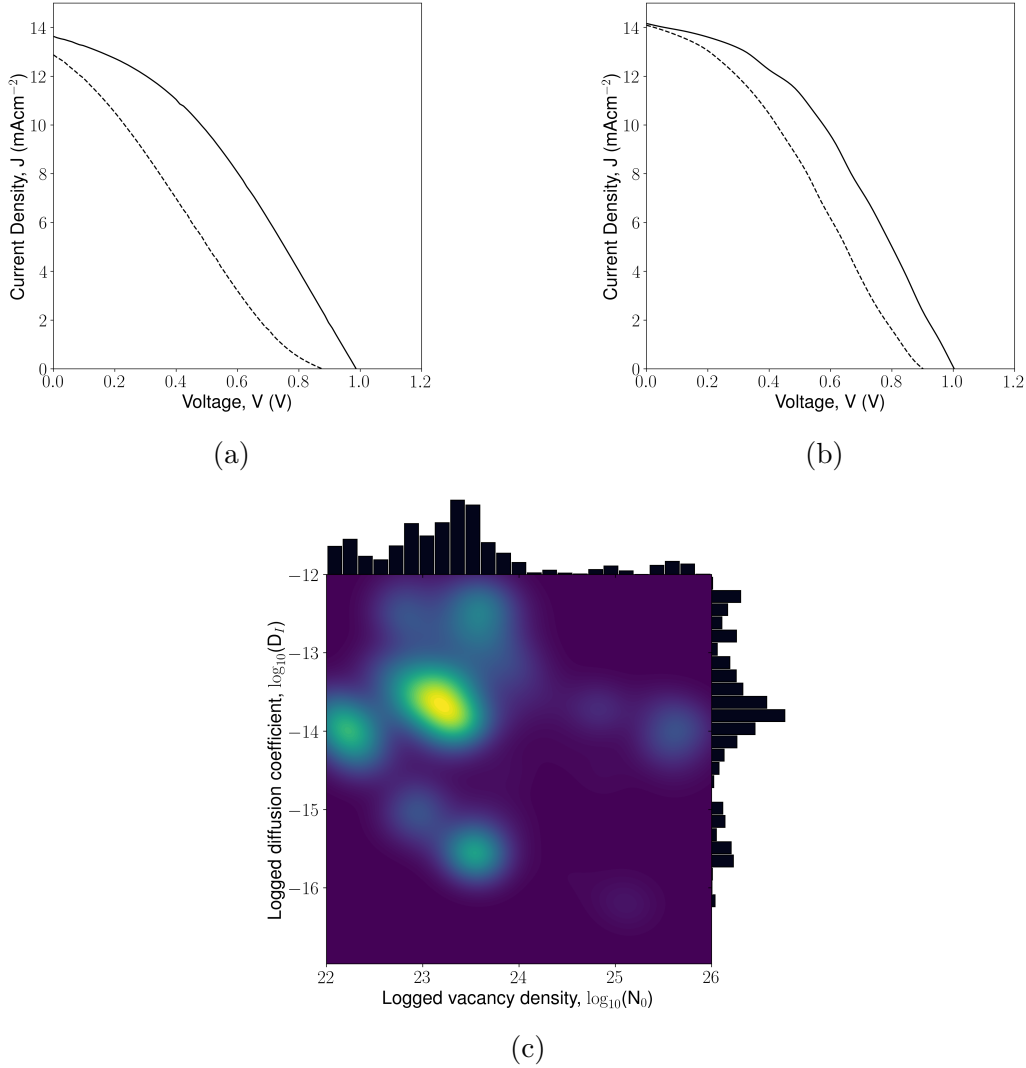 14
12
10
8
6
4
2
0
0.0 0.2 0.4 0.6 0.8 1.0 1.2
Current Density, J (mAcm⁻²)
Voltage, V (V)
(a)
14
12
10
8
6
4
2
0
0.0 0.2 0.4 0.6 0.8 1.0 1.2
Current Density, J (mAcm⁻²)
Voltage, V (V)
(b)
−12
−13
−14
−15
−16
22 23 24 25 26
Logged diffusion coefficient, log₁₀(D_I)
Logged vacancy density, log₁₀(N₀)
(c)